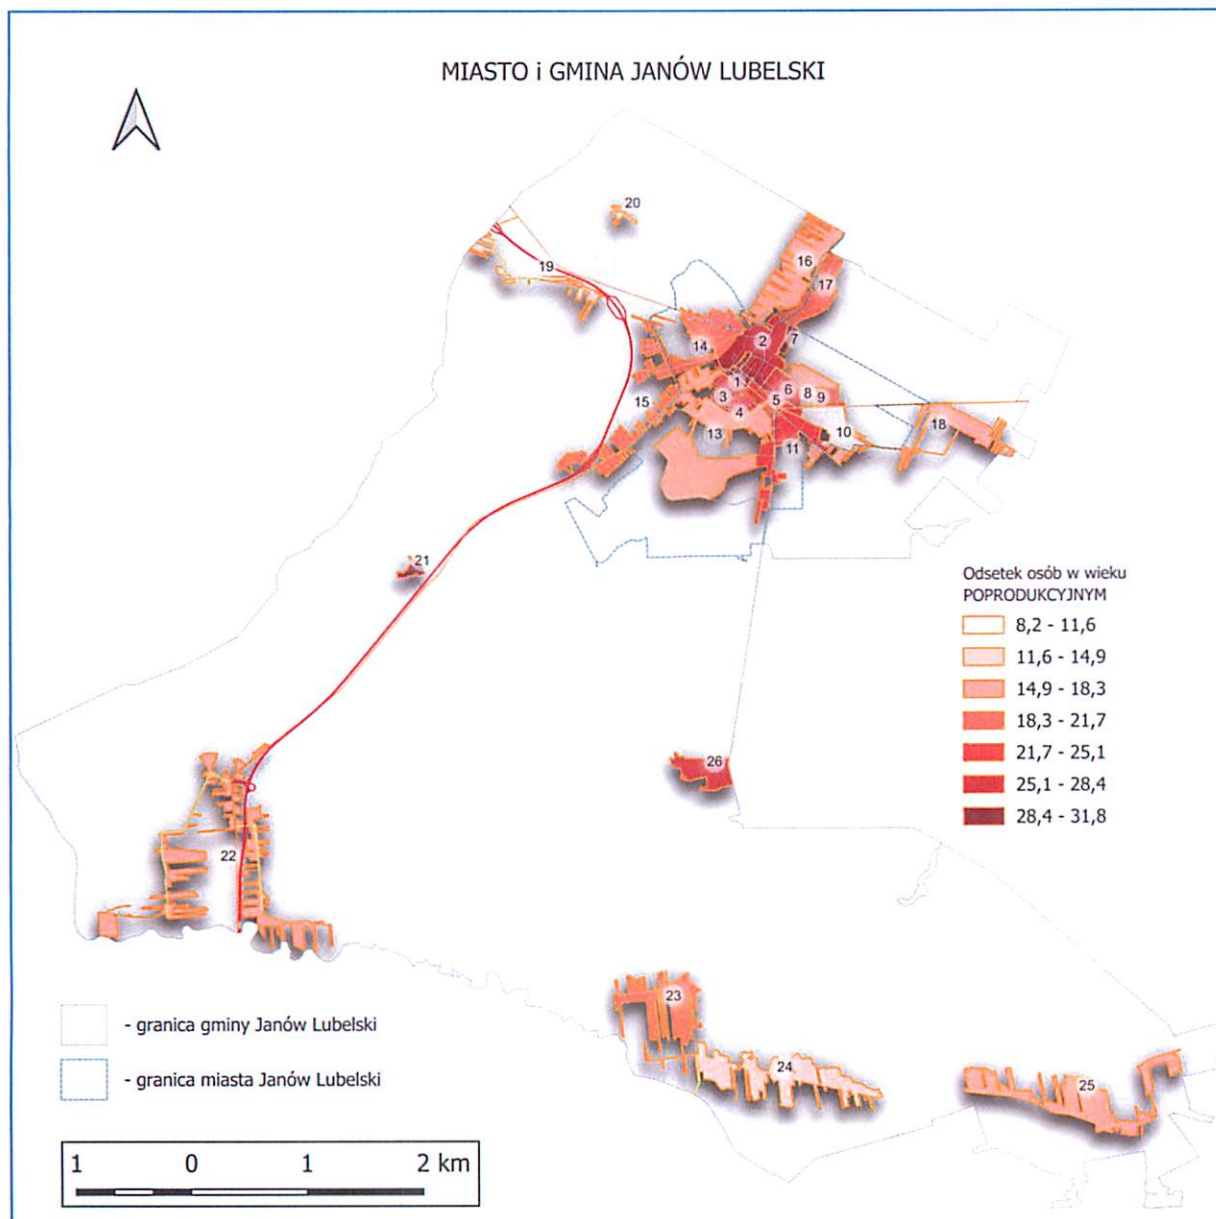 MIASTO i GMINA JANÓW LUBELSKI
20
19
16
17
14
2
7
1
3
6
8
9
5
4
15
13
10
11
18
21
26
22
23
24
25
Odsetek osób w wieku
POPRODUKCYJNYM
8,2 - 11,6
11,6 - 14,9
14,9 - 18,3
18,3 - 21,7
21,7 - 25,1
25,1 - 28,4
28,4 - 31,8
- granica gminy Janów Lubelski
- granica miasta Janów Lubelski
1 0 1 2 km